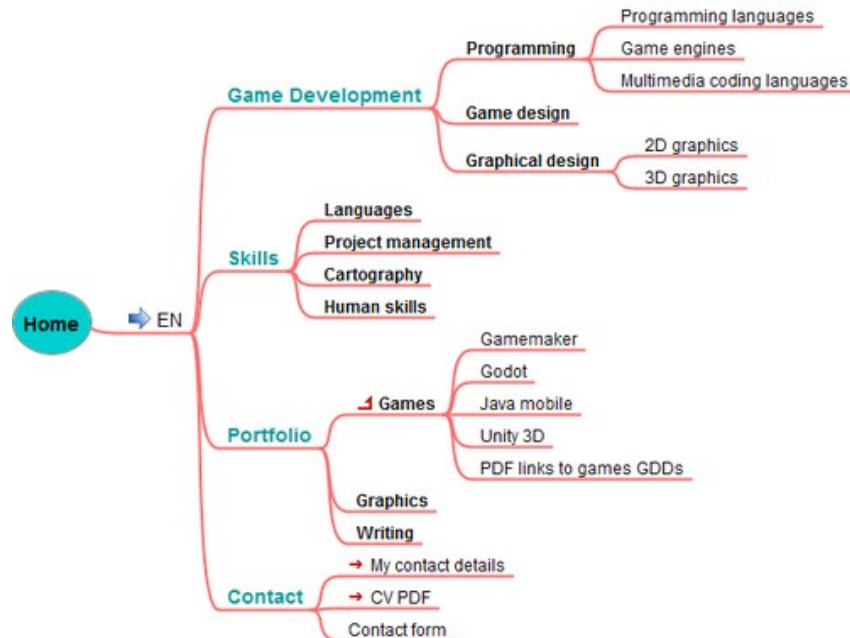 Home
EN
Game Development
Programming
Programming languages
Game engines
Multimedia coding languages
Game design
Graphical design
2D graphics
3D graphics
Skills
Languages
Project management
Cartography
Human skills
Portfolio
Games
Gamemaker
Godot
Java mobile
Unity 3D
PDF links to games GDDs
Graphics
Writing
Contact
My contact details
CV PDF
Contact form